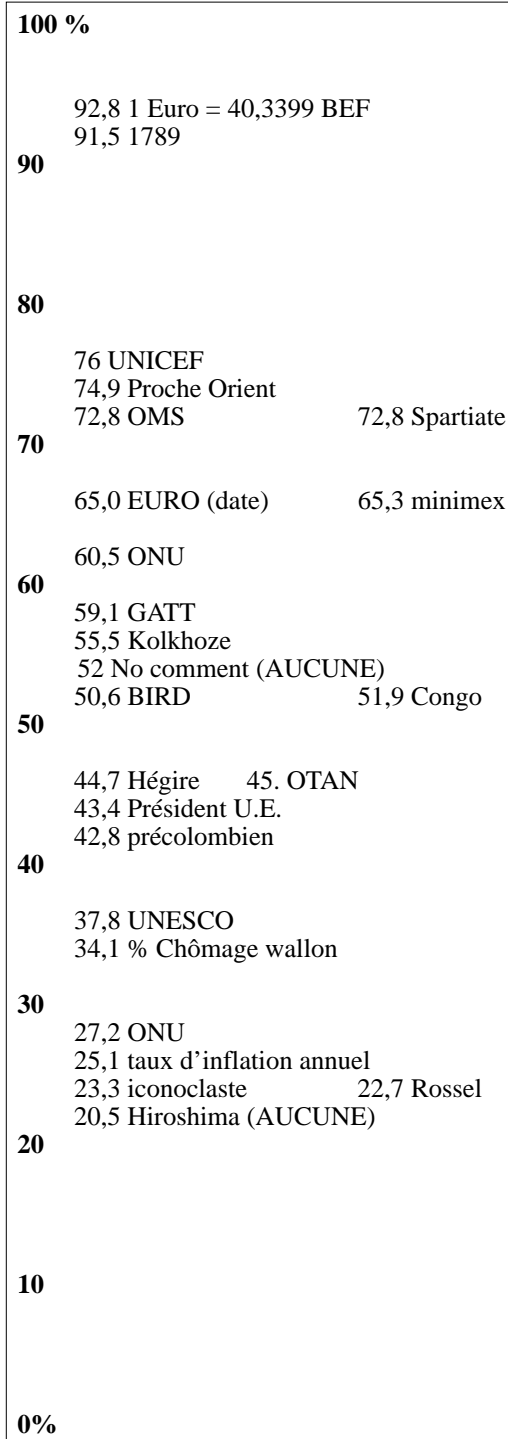 100 %
92,8 1 Euro = 40,3399 BEF
91,5 1789
90
80
76 UNICEF
74,9 Proche Orient
72,8 OMS 72,8 Spartiate
70
65,0 EURO (date) 65,3 minimex
60,5 ONU
60
59,1 GATT
55,5 Kolkhoze
52 No comment (AUCUNE)
50,6 BIRD 51,9 Congo
50
44,7 Hégire 45. OTAN
43,4 Président U.E.
42,8 précolombien
40
37,8 UNESCO
34,1 % Chômage wallon
30
27,2 ONU
25,1 taux d'inflation annuel
23,3 iconoclaste 22,7 Rossel
20,5 Hiroshima (AUCUNE)
20
10
0%